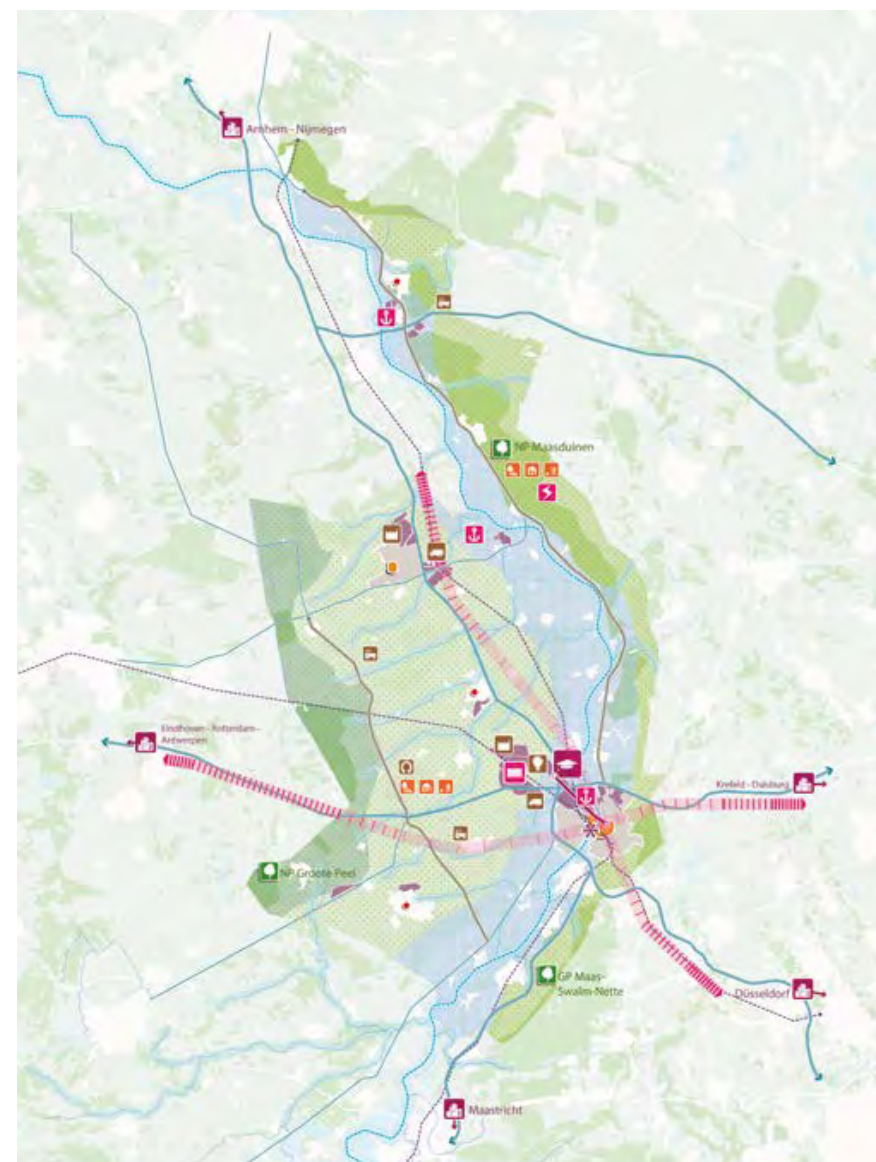 Arnhem - Nijmegen
NP Maasduinen
Eindhoven - Rotterdam -
Antwerpen
Krefeld - Duisburg
NP Groote Peel
GP Maas-
Swalm-Nette
Düsseldorf
Maastricht